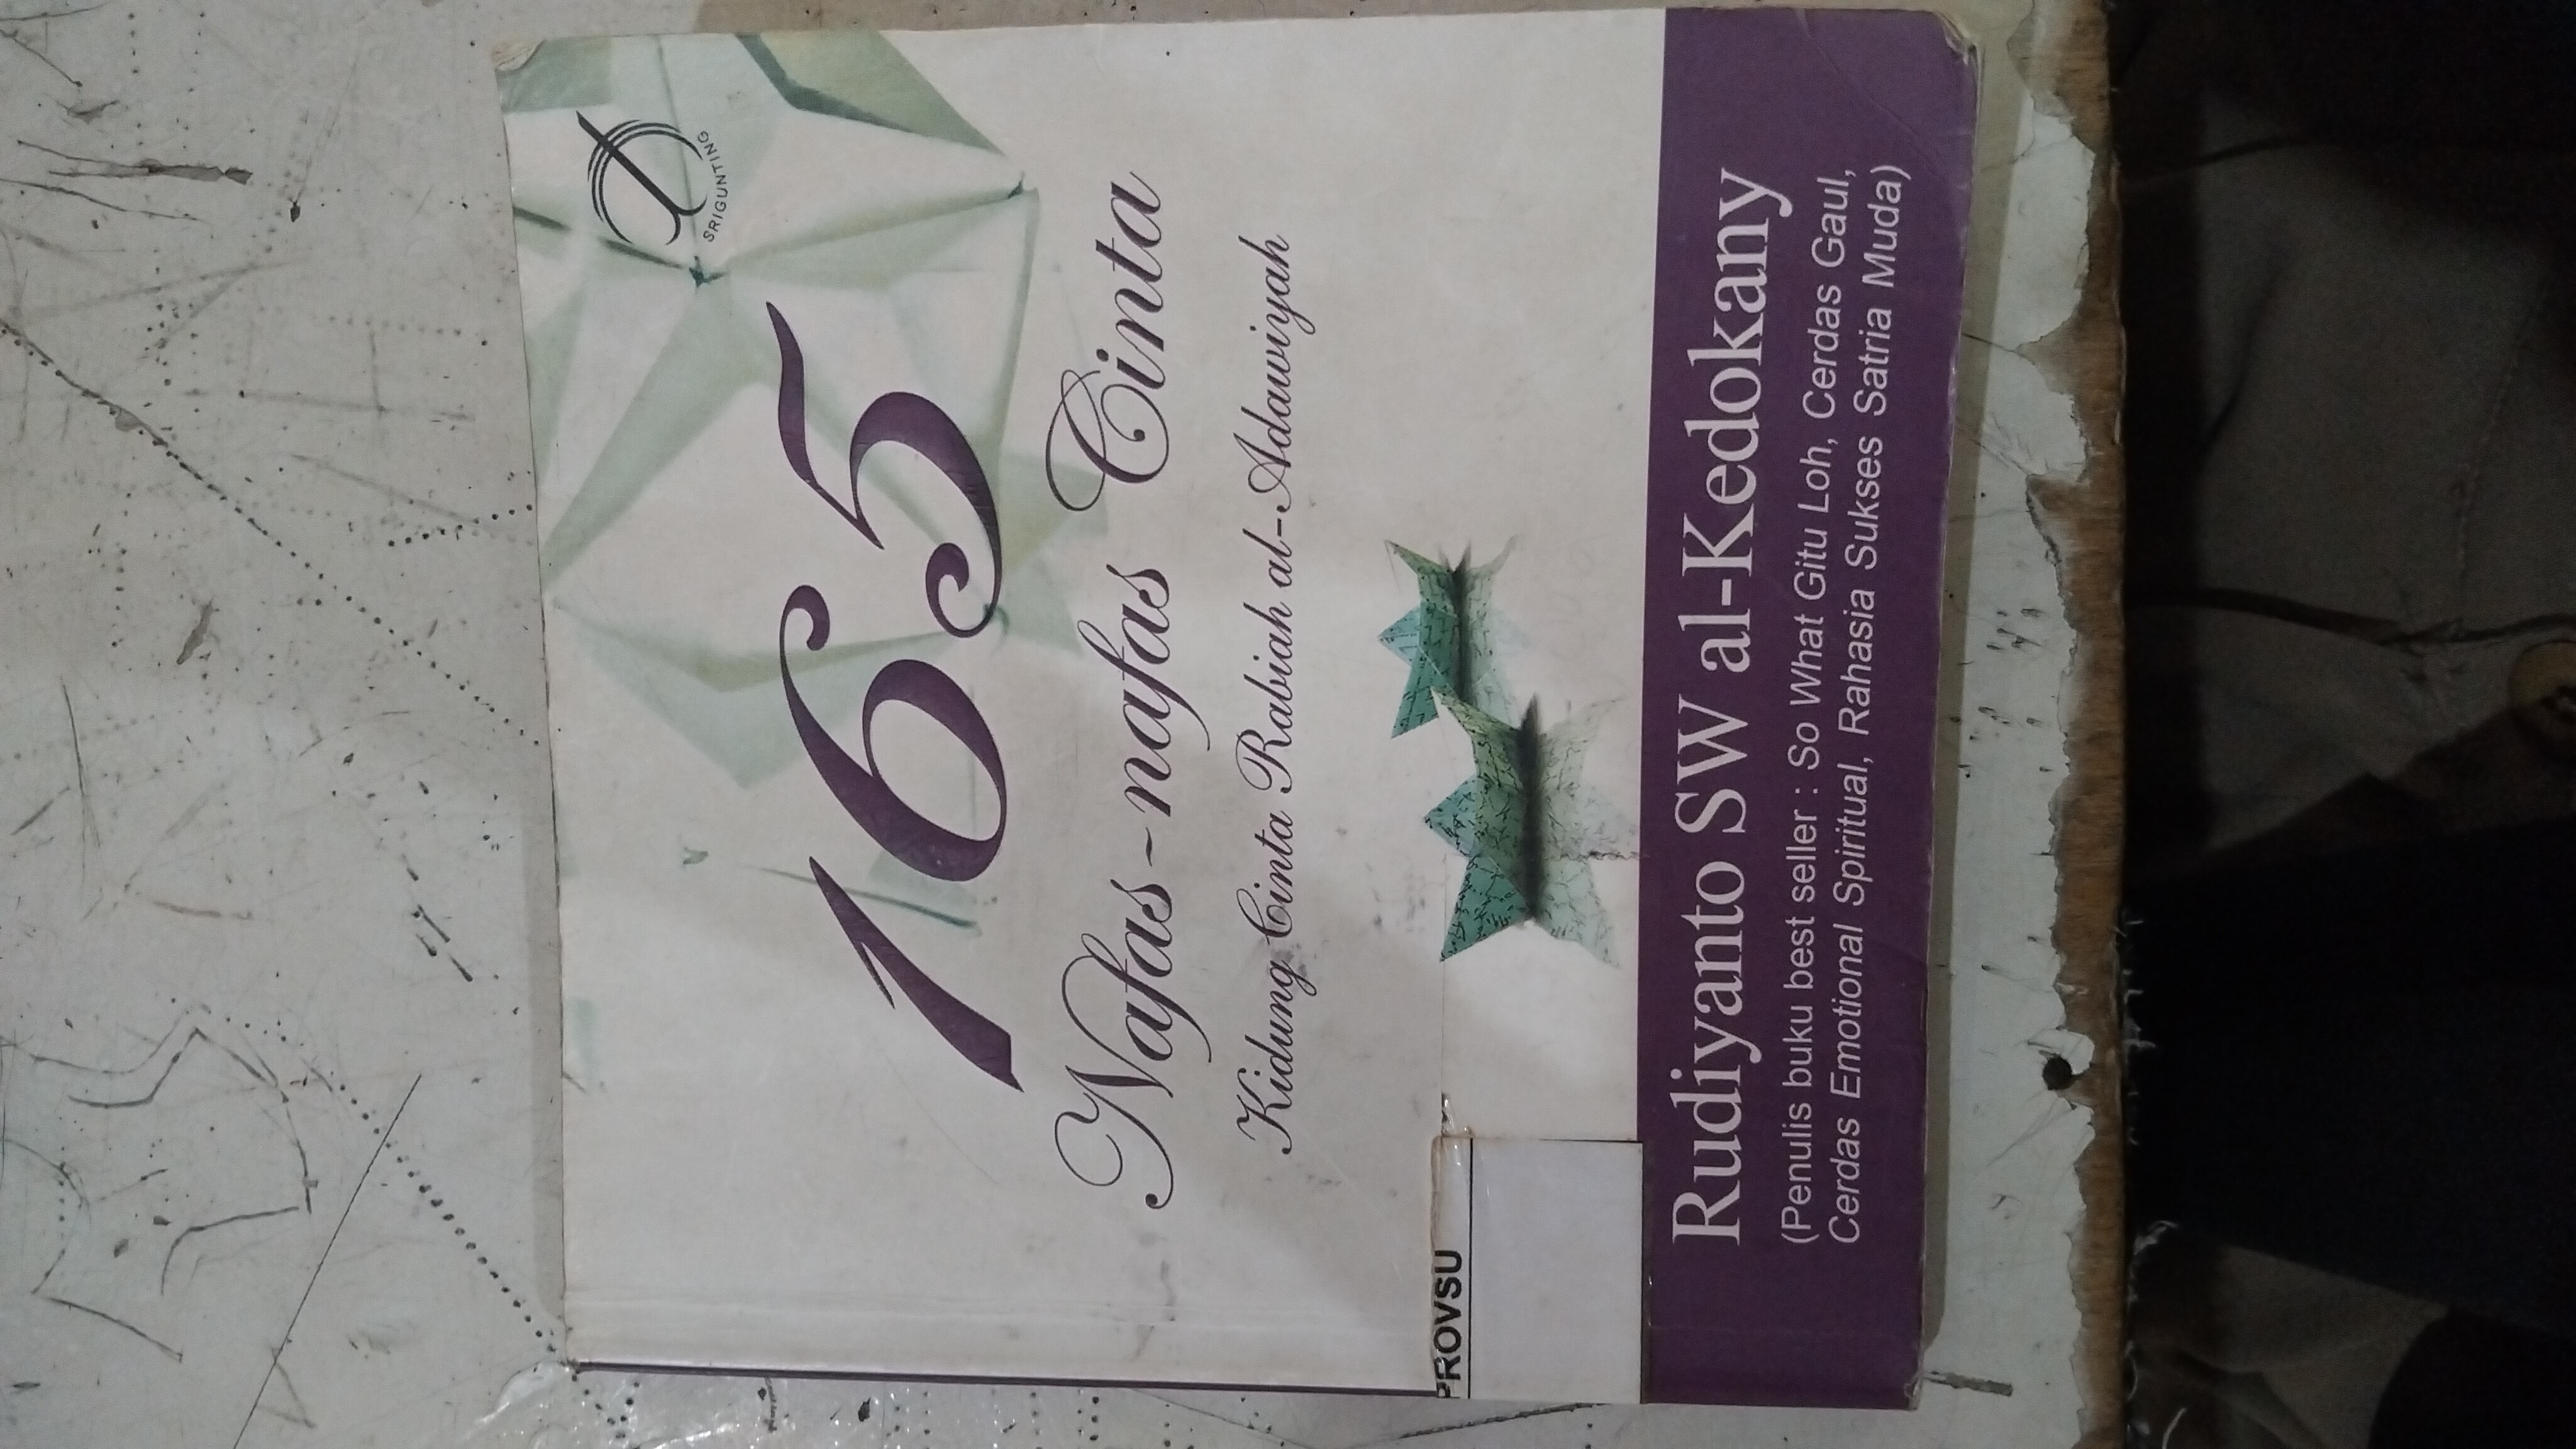 SRIGUNTING
165
Nafas-nafas Cinta
Kidung Cinta Rabiah al-Adawiyah
PROVSU
Rudiyanto SW al-Kedokany
(Penulis buku best seller : So What Gitu Loh, Cerdas Gaul,
Cerdas Emotional Spiritual, Rahasia Sukses Satria Muda)